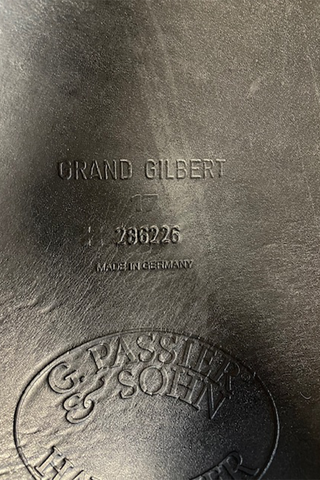 GRAND GILBERT
17
286226
MADE IN GERMANY
G. PASSIER
& SOHN